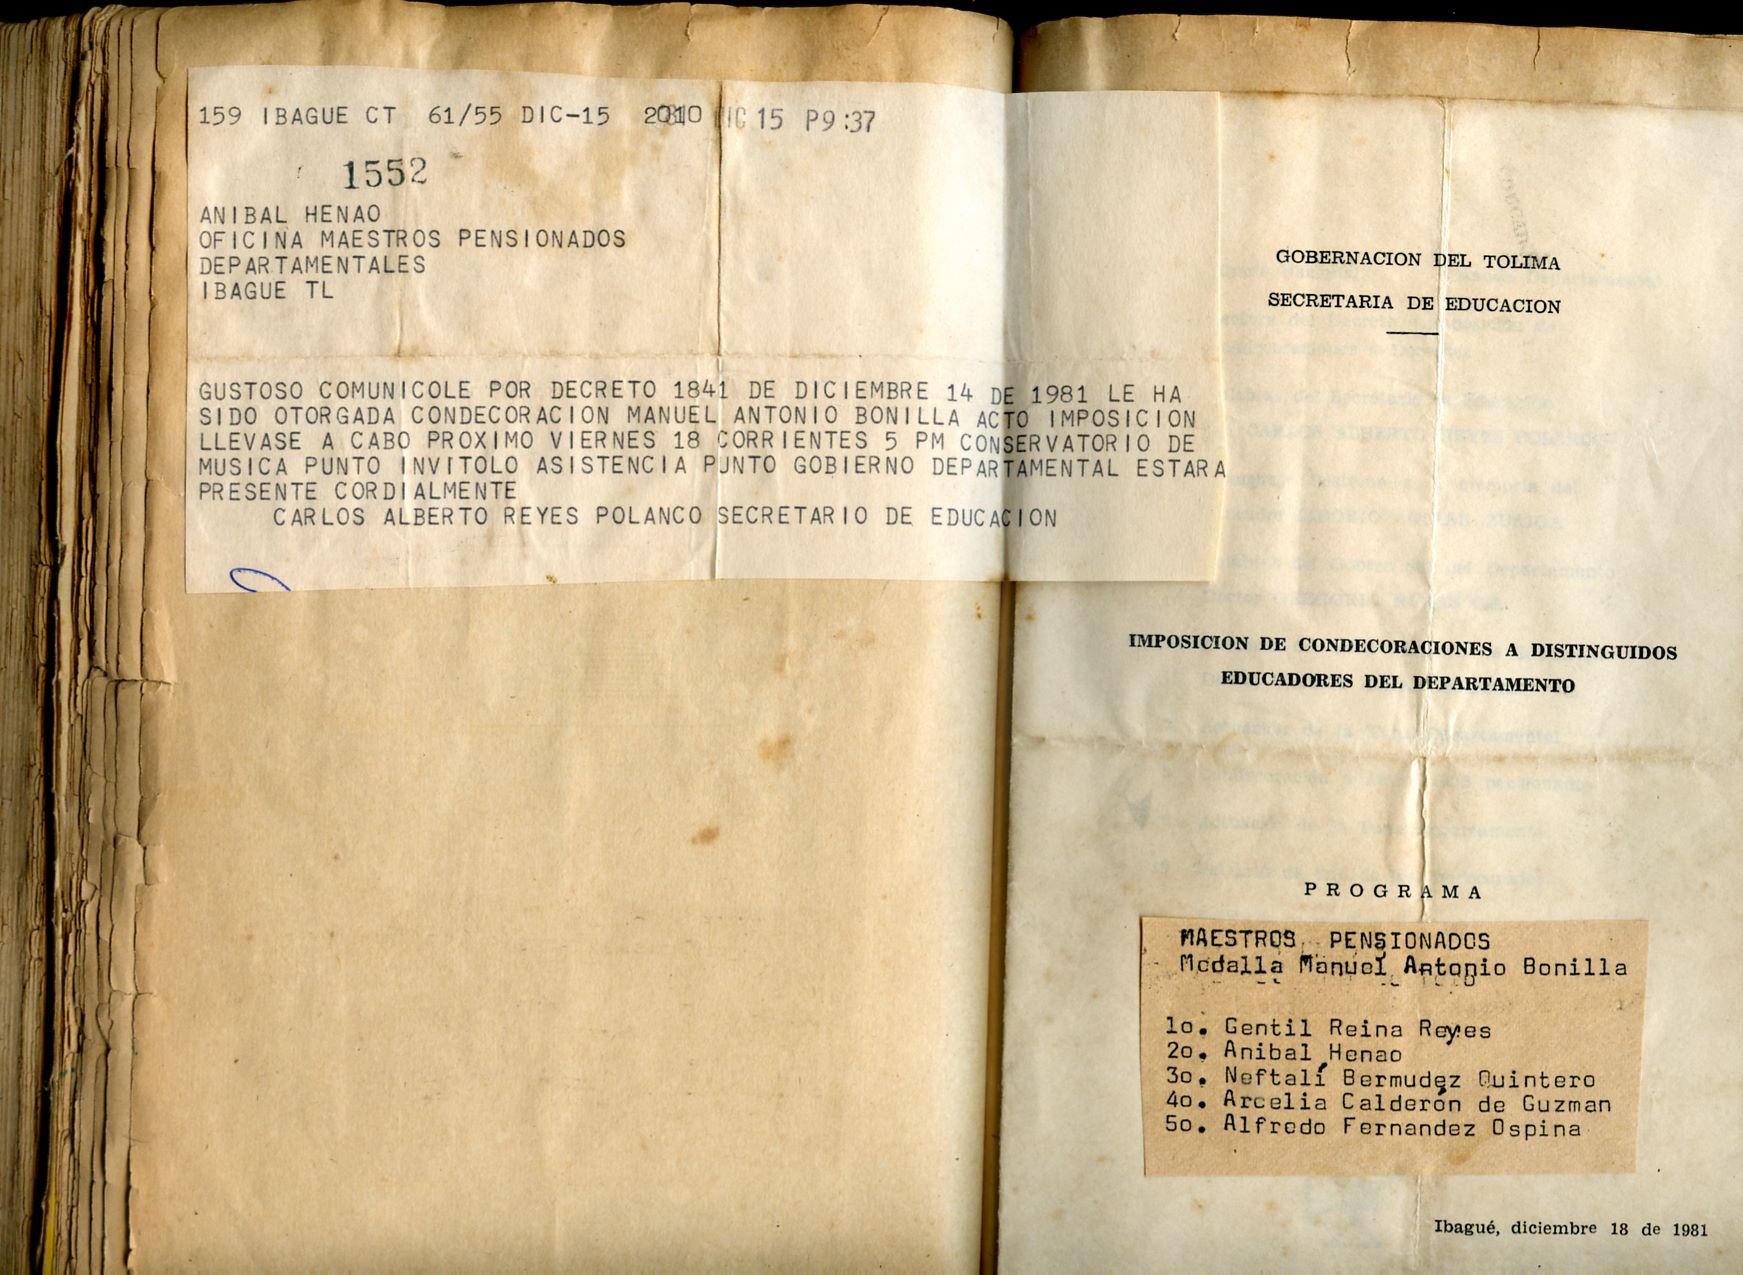 159 IBAGUE CT 61/55 DIC-15 15 P9:37
1552
ANIBAL HENAO
OFICINA MAESTROS PENSIONADOS
DEPARTAMENTALES
IBAGUE TL
GUSTOSO COMUNICOLE POR DECRETO 1841 DE DICIEMBRE 14 DE 1981 LE HA
SIDO OTORGADA CONDECORACION MANUEL ANTONIO BONILLA ACTO IMPOSICION
LLEVASE A CABO PROXIMO VIERNES 18 CORRIENTES 5 PM CONSERVATORIO DE
MUSICA PUNTO INVITOLO ASISTENCIA PUNTO GOBIERNO DEPARTAMENTAL ESTARA
PRESENTE CORDIALMENTE
CARLOS ALBERTO REYES POLANCO SECRETARIO DE EDUCACION
GOBERNACION DEL TOLIMA
SECRETARIA DE EDUCACION
IMPOSICION DE CONDECORACIONES A DISTINGUIDOS
EDUCADORES DEL DEPARTAMENTO
PROGRAMA
MAESTROS PENSIONADOS
Medalla Manuel Antonio Bonilla
1o. Gentil Reina Reyes
2o. Anibal Henao
3o. Neftalí Bermudez Quintero
4o. Arcelia Calderón de Guzman
5o. Alfredo Fernandez Ospina
Ibagué, diciembre 18 de 1981